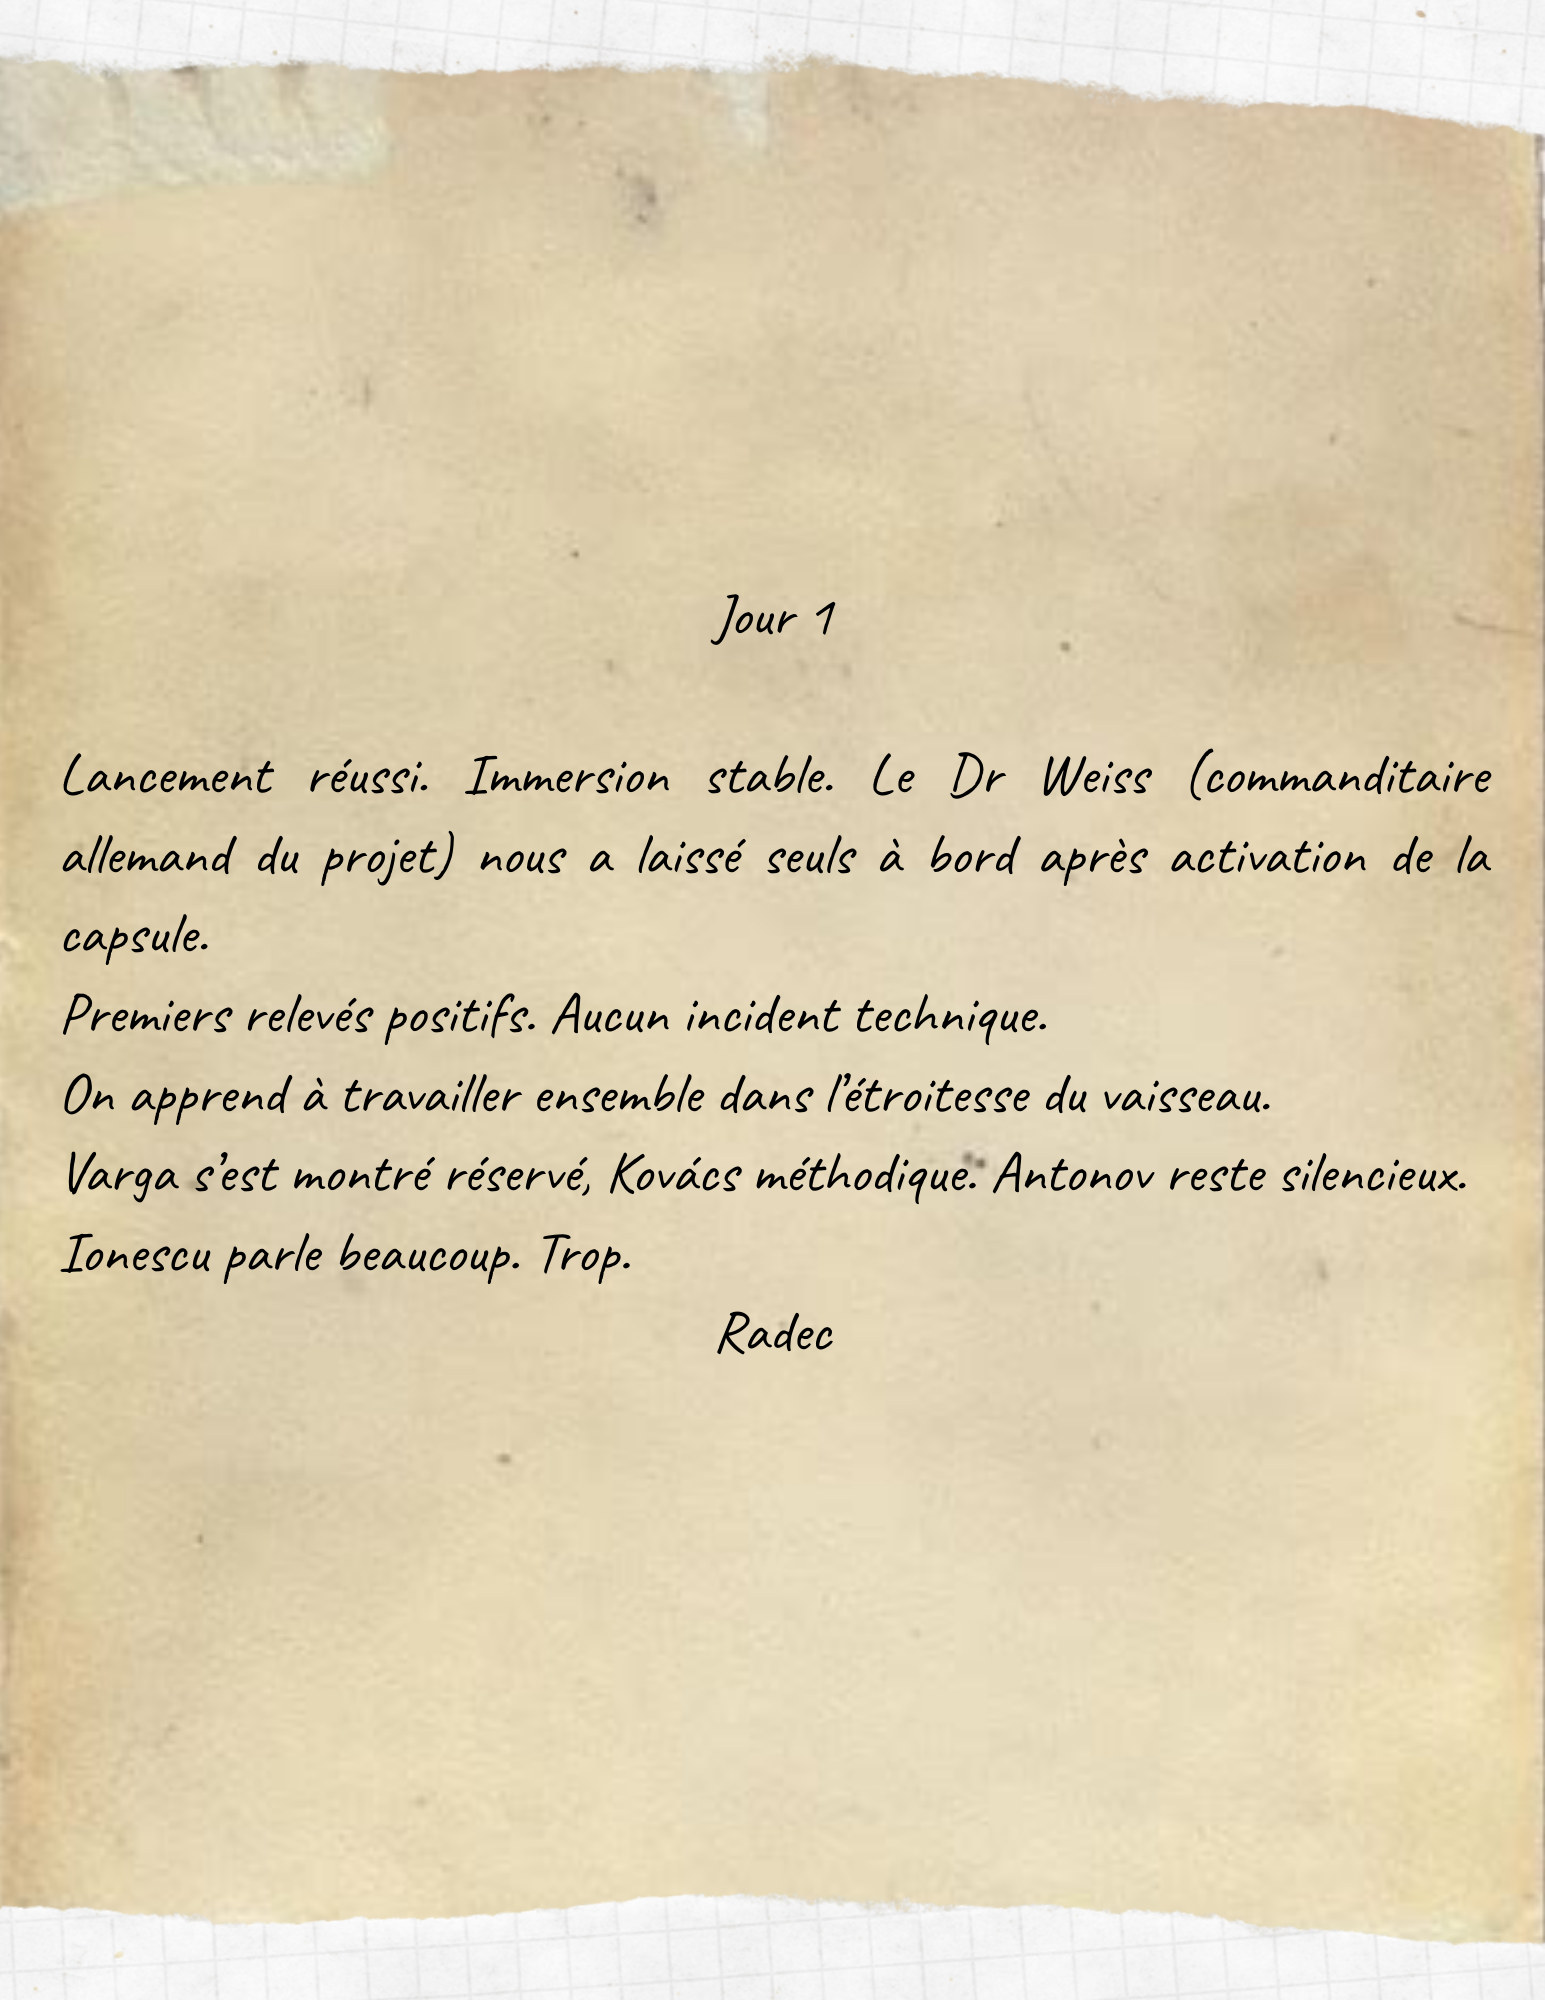 Jour 1
Lancement réussi. Immersion stable. Le Dr Weiss (commanditaire
allemand du projet) nous a laissé seuls à bord après activation de la
capsule.
Premiers relevés positifs. Aucun incident technique.
On apprend à travailler ensemble dans l'étroitesse du vaisseau.
Varga s'est montré réservé, Kovács méthodique. Antonov reste silencieux.
Ionescu parle beaucoup. Trop.
Radec